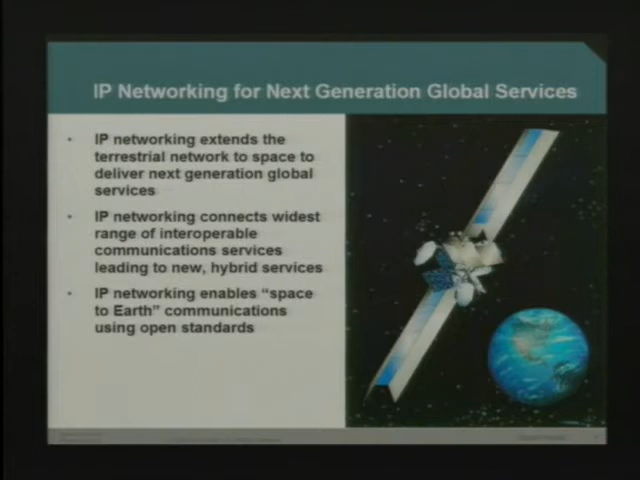 IP Networking for Next Generation Global Services
• IP networking extends the
terrestrial network to space to
deliver next generation global
services
• IP networking connects widest
range of interoperable
communications services
leading to new, hybrid services
• IP networking enables “space
to Earth” communications
using open standards